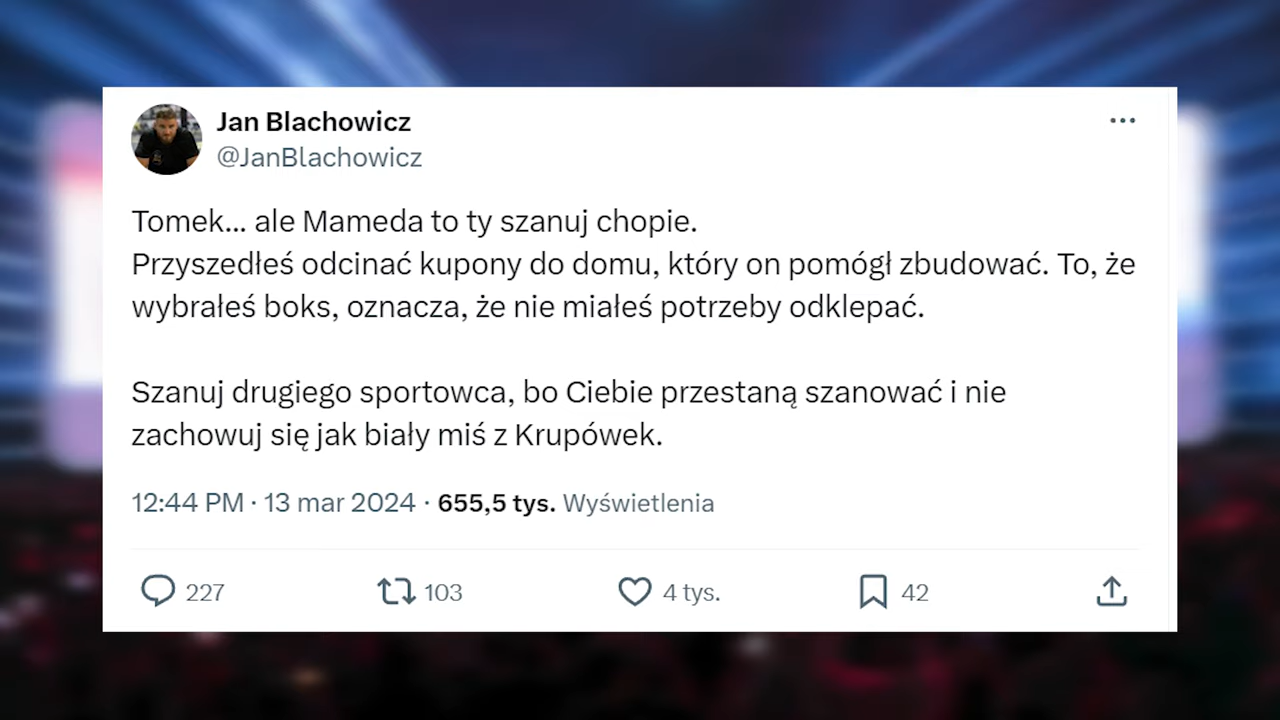 Jan Blachowicz
@JanBlachowicz
Tomek... ale Mameda to ty szanuj chopie.
Przyszedłeś odcinać kupony do domu, który on pomógł zbudować. To, że
wybrałeś boks, oznacza, że nie miałeś potrzeby odklepać.
Szanuj drugiego sportowca, bo Ciebie przestaną szanować i nie
zachowuj się jak biały miś z Krupówek.
12:44 PM · 13 mar 2024 · 655,5 tys. Wyświetlenia
227 103 4 tys. 42